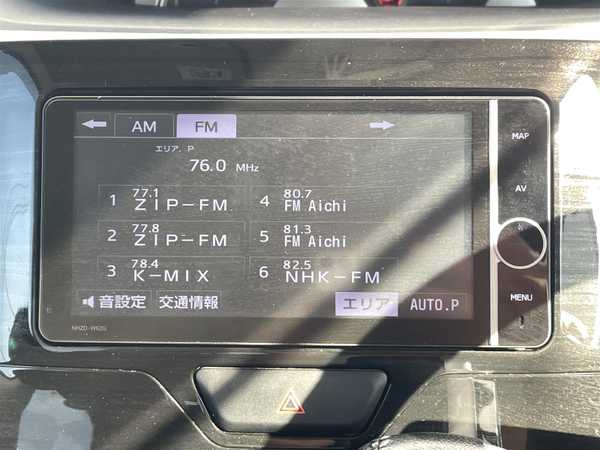 AM FM
エリア. P
76.0 MHz
77.1
1 ZIP-FM
77.8
2 ZIP-FM
78.4
3 K-MIX
80.7
4 FM Aichi
81.3
5 FM Aichi
82.5
6 NHK-FM
音設定 交通情報 エリア AUTO.P
MAP
AV
MENU